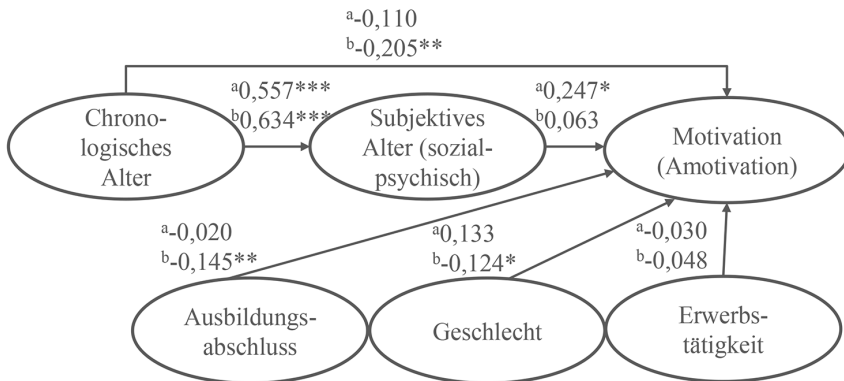 a-0,110
b-0,205**
a0,557***
b0,634***
a0,247*
b0,063
Chrono-
logisches
Alter
Subjektives
Alter (sozial-
psychisch)
Motivation
(Amotivation)
a-0,020
b-0,145**
a0,133
b-0,124*
a-0,030
b-0,048
Ausbildungs-
abschluss
Geschlecht
Erwerbs-
tätigkeit